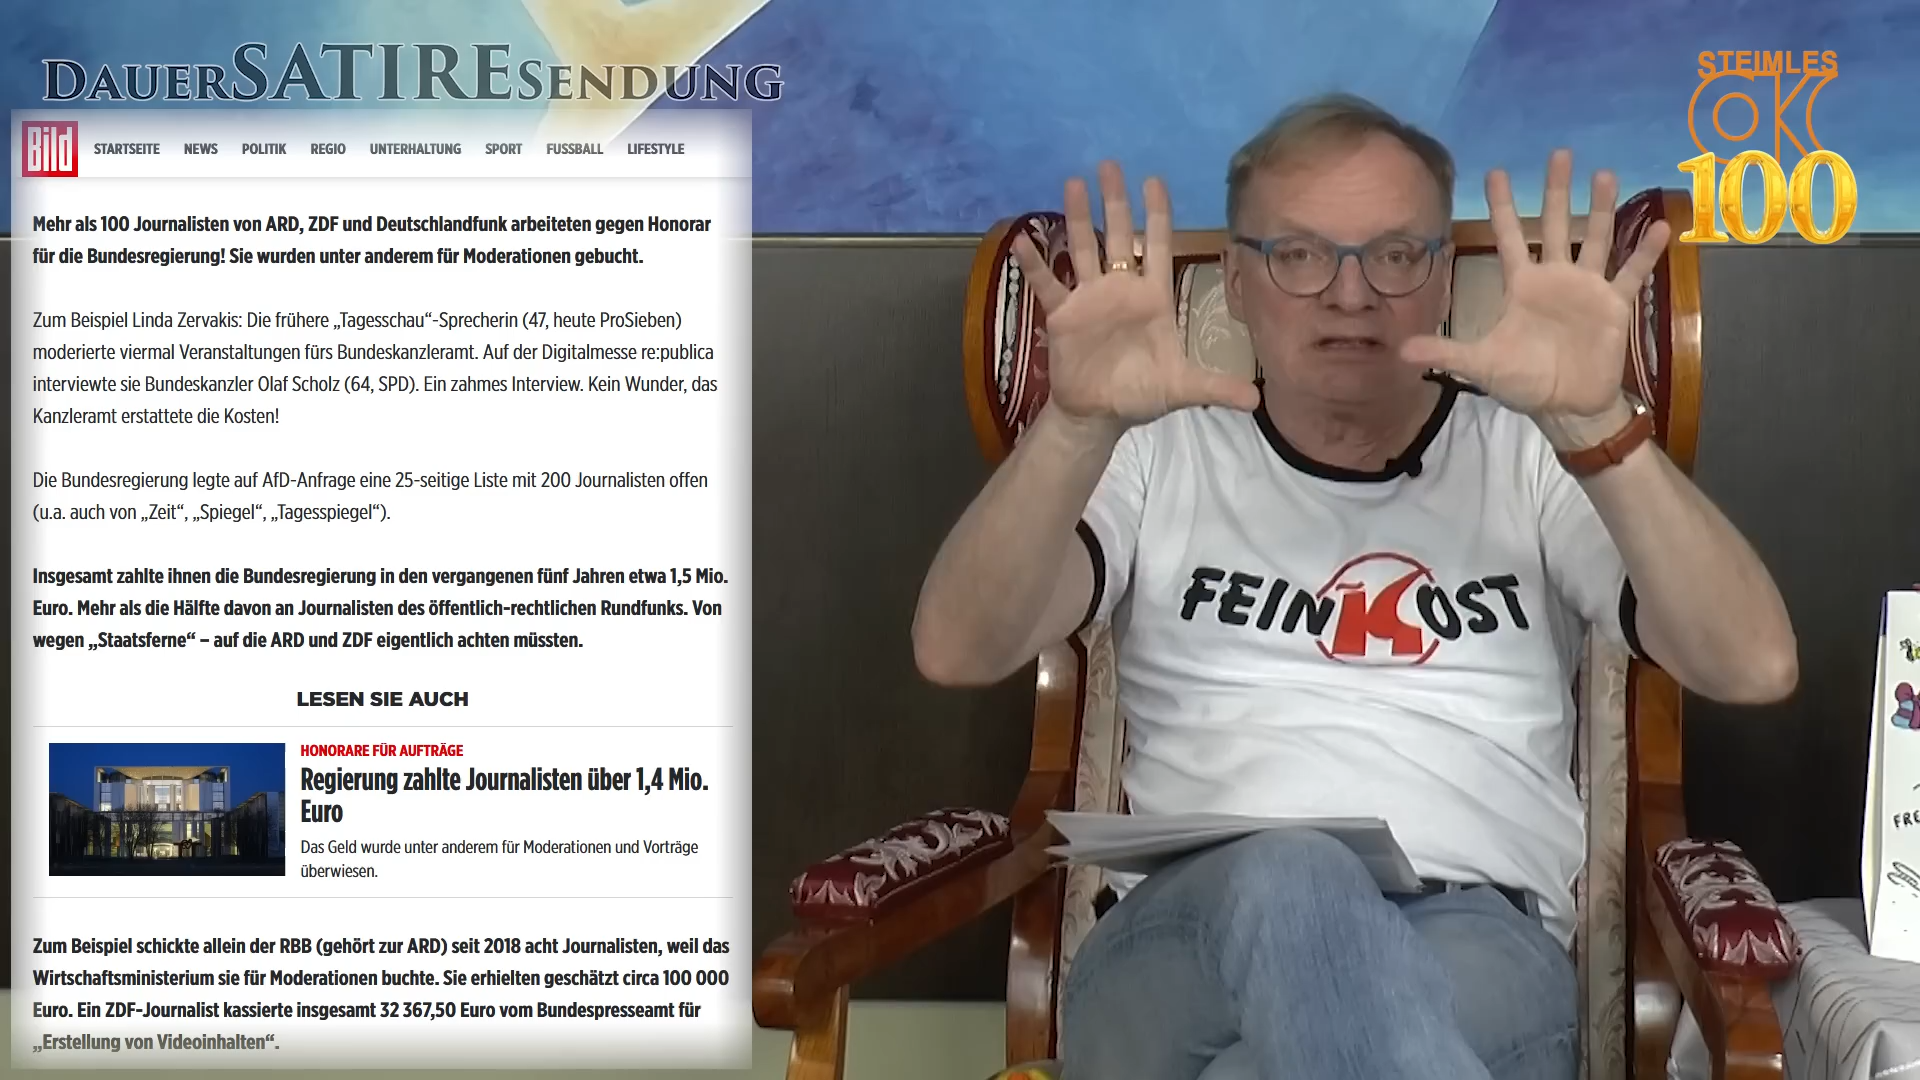 DAUERSATIRESENDUNG
STEIMLES
OK
100
Bild
STARTSEITE NEWS POLITIK REGIO UNTERHALTUNG SPORT FUSSBALL LIFESTYLE
Mehr als 100 Journalisten von ARD, ZDF und Deutschlandfunk arbeiteten gegen Honorar
für die Bundesregierung! Sie wurden unter anderem für Moderationen gebucht.
Zum Beispiel Linda Zervakis: Die frühere „Tagesschau“-Sprecherin (47, heute ProSieben)
moderierte viermal Veranstaltungen fürs Bundeskanzleramt. Auf der Digitalmesse re:publica
interviewte sie Bundeskanzler Olaf Scholz (64, SPD). Ein zahmes Interview. Kein Wunder, das
Kanzleramt erstattete die Kosten!
Die Bundesregierung legte auf AfD-Anfrage eine 25-seitige Liste mit 200 Journalisten offen
(u.a. auch von „Zeit“, „Spiegel“, „Tagesspiegel“).
Insgesamt zahlte ihnen die Bundesregierung in den vergangenen fünf Jahren etwa 1,5 Mio.
Euro. Mehr als die Hälfte davon an Journalisten des öffentlich-rechtlichen Rundfunks. Von
wegen „Staatsferne“ – auf die ARD und ZDF eigentlich achten müssten.
LESEN SIE AUCH
HONORARE FÜR AUFTRÄGE
Regierung zahlte Journalisten über 1,4 Mio.
Euro
Das Geld wurde unter anderem für Moderationen und Vorträge
überwiesen.
Zum Beispiel schickte allein der RBB (gehört zur ARD) seit 2018 acht Journalisten, weil das
Wirtschaftsministerium sie für Moderationen buchte. Sie erhielten geschätzt circa 100 000
Euro. Ein ZDF-Journalist kassierte insgesamt 32 367,50 Euro vom Bundespresseamt für
„Erstellung von Videoinhalten“.
FEINKOST